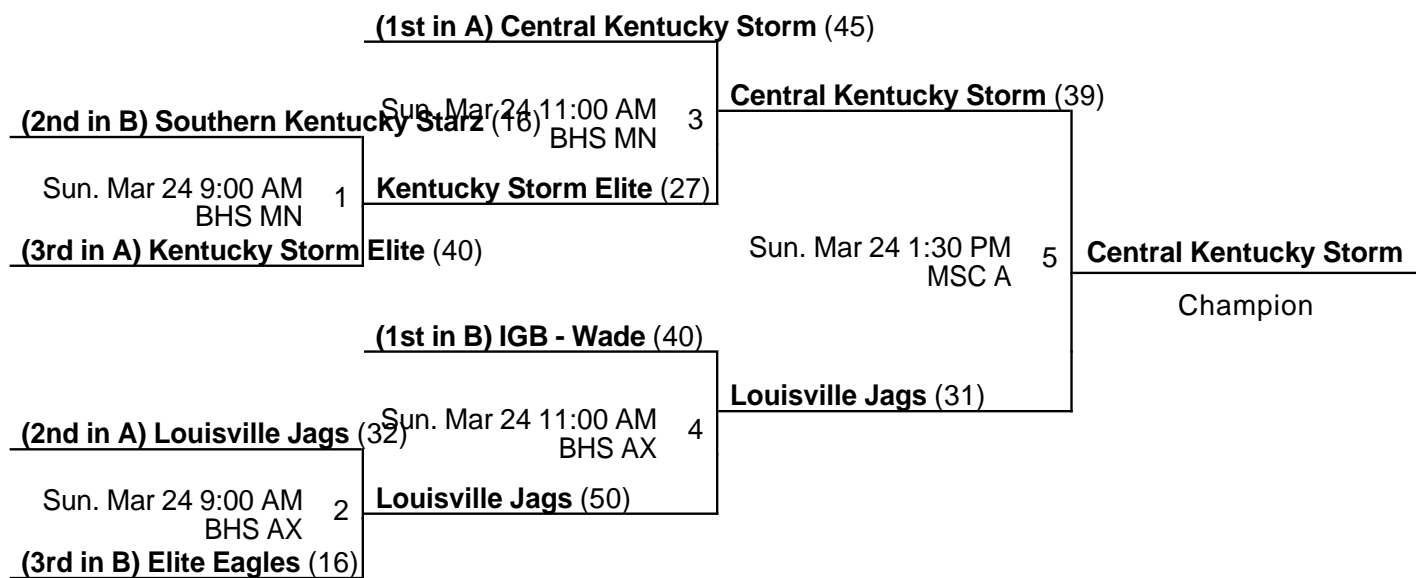 (1st in A) Central Kentucky Storm (45)
Sun. Mar 24 11:00 AM
3
BHS MN
Central Kentucky Storm (39)
(2nd in B) Southern Kentucky Starz (16)
Sun. Mar 24 9:00 AM
1
BHS MN
Kentucky Storm Elite (27)
(3rd in A) Kentucky Storm Elite (40)
Sun. Mar 24 1:30 PM
5
MSC A
Central Kentucky Storm
Champion
(1st in B) IGB - Wade (40)
Sun. Mar 24 11:00 AM
4
BHS AX
Louisville Jags (31)
(2nd in A) Louisville Jags (32)
Sun. Mar 24 9:00 AM
2
BHS AX
Louisville Jags (50)
(3rd in B) Elite Eagles (16)